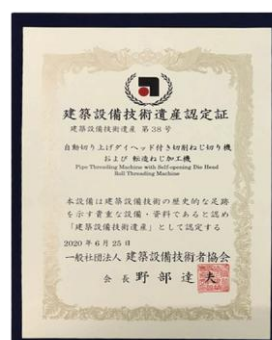 建築設備技術遺産認定証
建築設備技術遺産 第38号
自動切り上げダイヘッド付き切削ねじ切り機
および 転造ねじ加工機
Pipe Threading Machine with Self-opening Die Head
Roll Threading Machine
本設備は建築設備技術の歴史的な足跡
を示す貴重な設備・資料であると認め
「建築設備技術遺産」として認定する
2020年6月25日
一般社団法人 建築設備技術者協会
会長 野部達夫